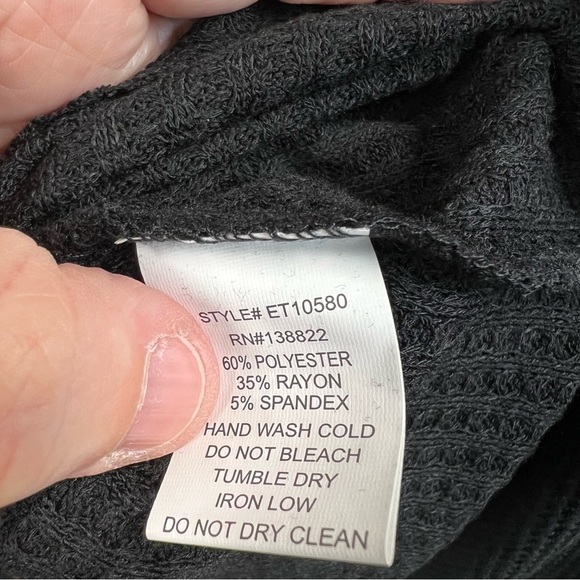 STYLE# ET10580
RN#138822
60% POLYESTER
35% RAYON
5% SPANDEX
HAND WASH COLD
DO NOT BLEACH
TUMBLE DRY
IRON LOW
DO NOT DRY CLEAN